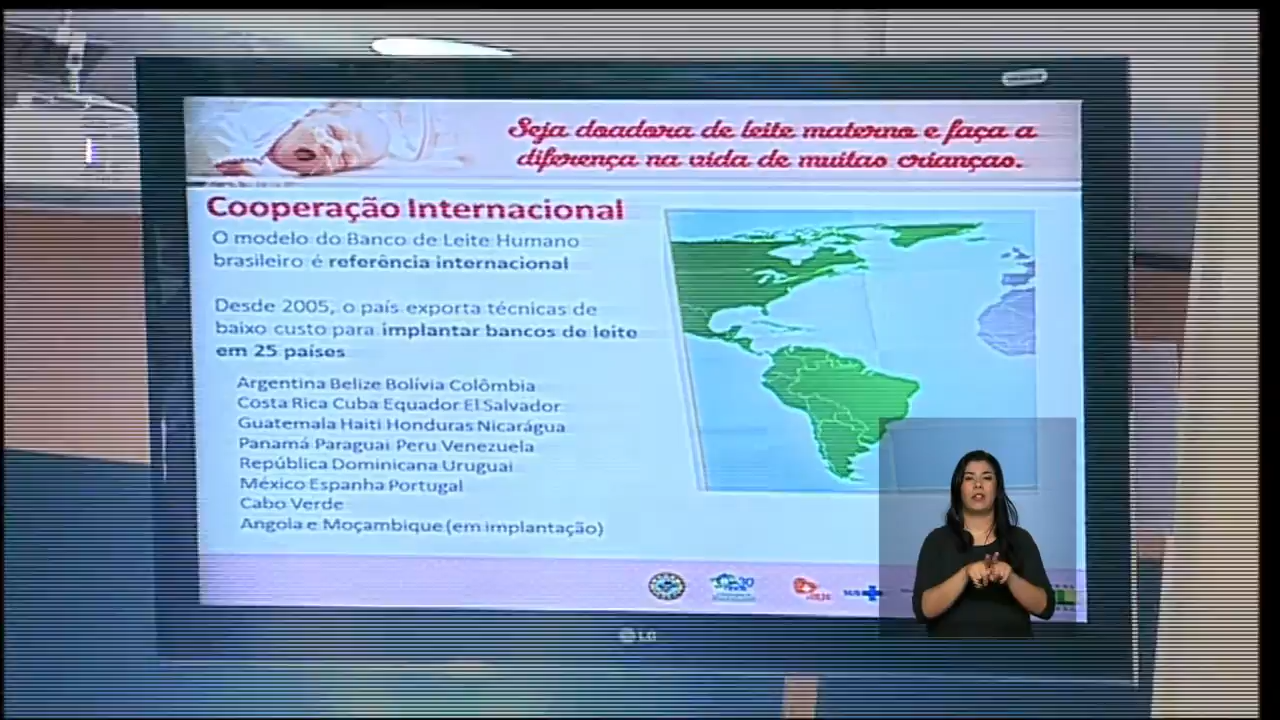 Seja doadora de leite materno e faça a
diferença na vida de muitas crianças.
Cooperação Internacional
O modelo do Banco de Leite Humano
brasileiro é referência internacional
Desde 2005, o país exporta técnicas de
baixo custo para implantar bancos de leite
em 25 países
Argentina Belize Bolívia Colômbia
Costa Rica Cuba Equador El Salvador
Guatemala Haiti Honduras Nicarágua
Panamá Paraguai Peru Venezuela
República Dominicana Uruguai
México Espanha Portugal
Cabo Verde
Angola e Moçambique (em implantação)
SUS
LG